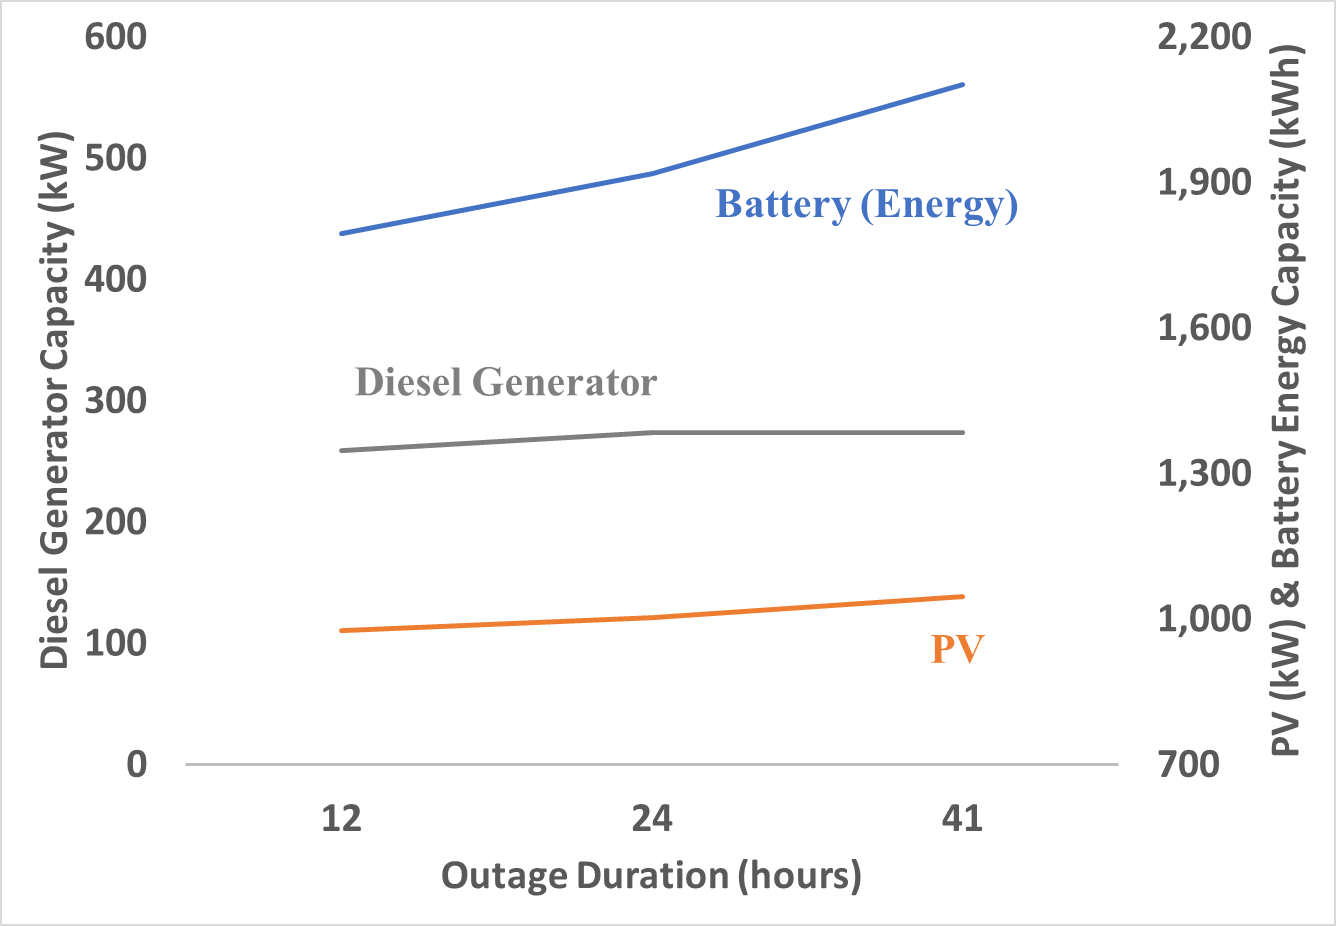 600
500
400
300
200
100
0
Diesel Generator Capacity (kW)
2,200
1,900
1,600
1,300
1,000
700
PV (kW) & Battery Energy Capacity (kWh)
Battery (Energy)
Diesel Generator
PV
12 24 41
Outage Duration (hours)